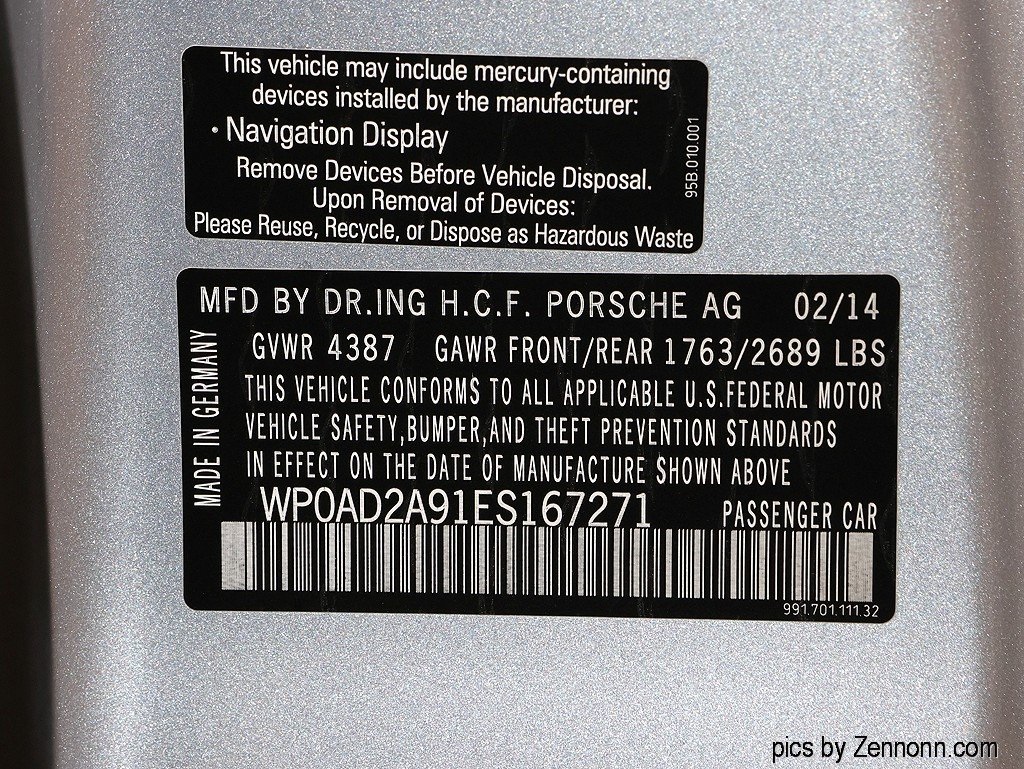 This vehicle may include mercury-containing
devices installed by the manufacturer:
• Navigation Display
Remove Devices Before Vehicle Disposal.
Upon Removal of Devices:
Please Reuse, Recycle, or Dispose as Hazardous Waste
95B.010.001
MFD BY DR.ING H.C.F. PORSCHE AG 02/14
GVWR 4387 GAWR FRONT/REAR 1763/2689 LBS
THIS VEHICLE CONFORMS TO ALL APPLICABLE U.S.FEDERAL MOTOR
VEHICLE SAFETY,BUMPER,AND THEFT PREVENTION STANDARDS
IN EFFECT ON THE DATE OF MANUFACTURE SHOWN ABOVE
MADE IN GERMANY
WP0AD2A91ES167271 PASSENGER CAR
991.701.111.32
pics by Zennonn.com